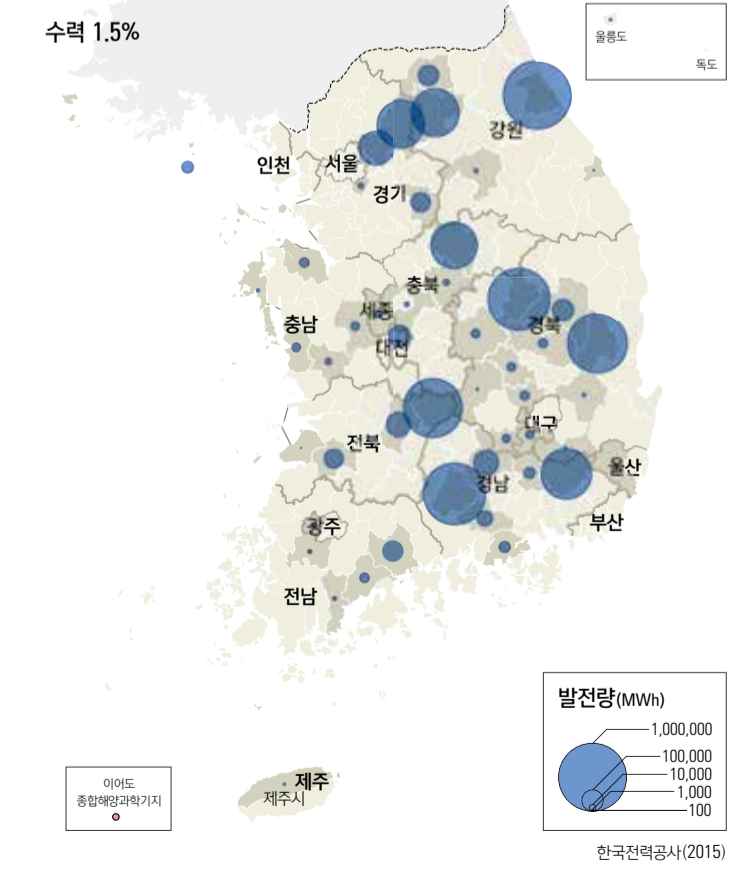 수력 1.5%
울릉도
독도
강원
인천
서울
경기
충북
세종
충남
대전
경북
대구
전북
울산
경남
부산
광주
전남
제주
제주시
이어도
종합해양과학기지
발전량(MWh)
1,000,000
100,000
10,000
1,000
100
한국전력공사(2015)